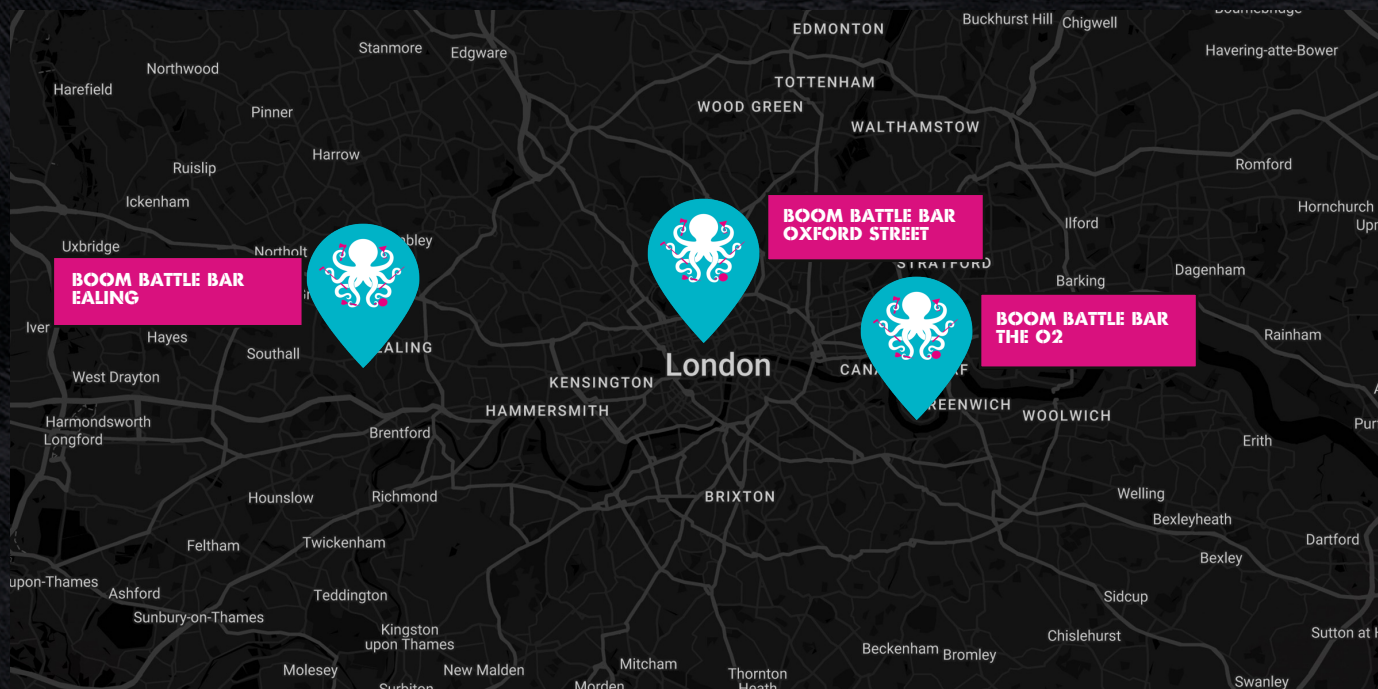 Bournebridge
Buckhurst Hill
Chigwell
EDMONTON
Stanmore
Edgware
Havering-atte-Bower
Northwood
TOTTENHAM
Harefield
WOOD GREEN
Pinner
WALTHAMSTOW
Harrow
Romford
Ruislip
Ickenham
Hornchurch
BOOM BATTLE BAR
OXFORD STREET
Ilford
Uxbridge
Northolt
STRATFORD
Dagenham
BOOM BATTLE BAR
EALING
Barking
BOOM BATTLE BAR
THE O2
Iver
Hayes
Rainham
Southall
EALING
London
West Drayton
KENSINGTON
HAMMERSMITH
GREENWICH
WOOLWICH
Harmondsworth
Longford
Brentford
Erith
Hounslow
Richmond
BRIXTON
Welling
Bexleyheath
Feltham
Twickenham
Dartford
Bexley
upon-Thames
Ashford
Teddington
Sidcup
Sunbury-on-Thames
Kingston
upon Thames
Chislehurst
Sutton at
Beckenham
Bromley
Molesey
New Malden
Mitcham
Thornton
Heath
Surbiton
Morden
Swanley